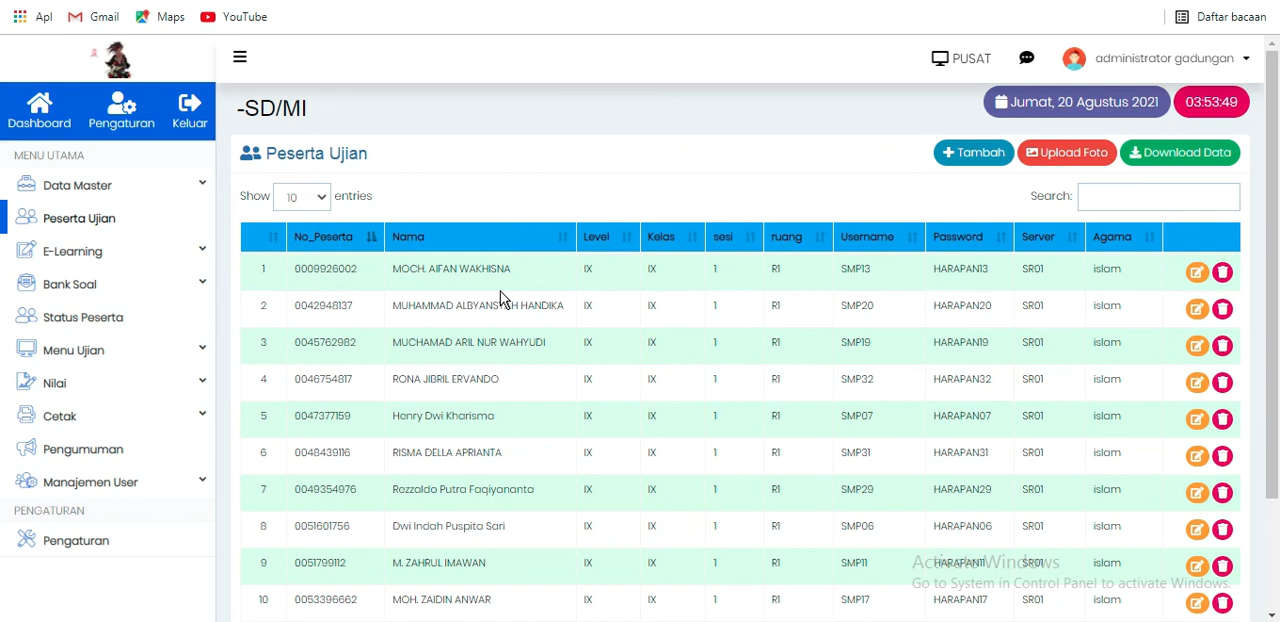 Apl Gmail Maps YouTube Daftar bacaan
PUSAT administrator gadungan
Dashboard Pengaturan Keluar
-SD/MI
Jumat, 20 Agustus 2021 03:53:49
MENU UTAMA
Data Master
Peserta Ujian
E-Learning
Bank Soal
Status Peserta
Menu Ujian
Nilai
Cetak
Pengumuman
Manajemen User
PENGATURAN
Pengaturan
Peserta Ujian
Tambah Upload Foto Download Data
Show 10 entries Search:
No_Peserta Nama Level Kelas sesi ruang Username Password Server Agama
1 0009926002 MOCH. AIFAN WAKHISNA IX IX 1 R1 SMP13 HARAPAN13 SR01 islam
2 0042948137 MUHAMMAD HANDIKA IX IX 1 R1 SMP20 HARAPAN20 SR01 islam
3 0045762982 MUCHAMAD ARIL NUR WAHYUDI IX IX 1 R1 SMP19 HARAPAN19 SR01 islam
4 0046754817 RONA JIBRIL ERVANDO IX IX 1 R1 SMP32 HARAPAN32 SR01 islam
5 0047377159 Henry Dwi Kharisma IX IX 1 R1 SMP07 HARAPAN07 SR01 islam
6 0048439116 RISMA DELLA APRIANTA IX IX 1 R1 SMP31 HARAPAN31 SR01 islam
7 0049354976 Rezzaldo Putra Faqiyananta IX IX 1 R1 SMP29 HARAPAN29 SR01 islam
8 0051601756 Dwi Indah Puspita Sari IX IX 1 R1 SMP06 HARAPAN06 SR01 islam
9 0051799112 M. ZAHRUL IMAWAN IX IX 1 R1 SMP11 HARAPAN11 SR01 islam
10 0053396662 MOH. ZAIDIN ANWAR IX IX 1 R1 SMP17 HARAPAN17 SR01 islam
Activate Windows
Go to System in Control Panel to activate Windows.